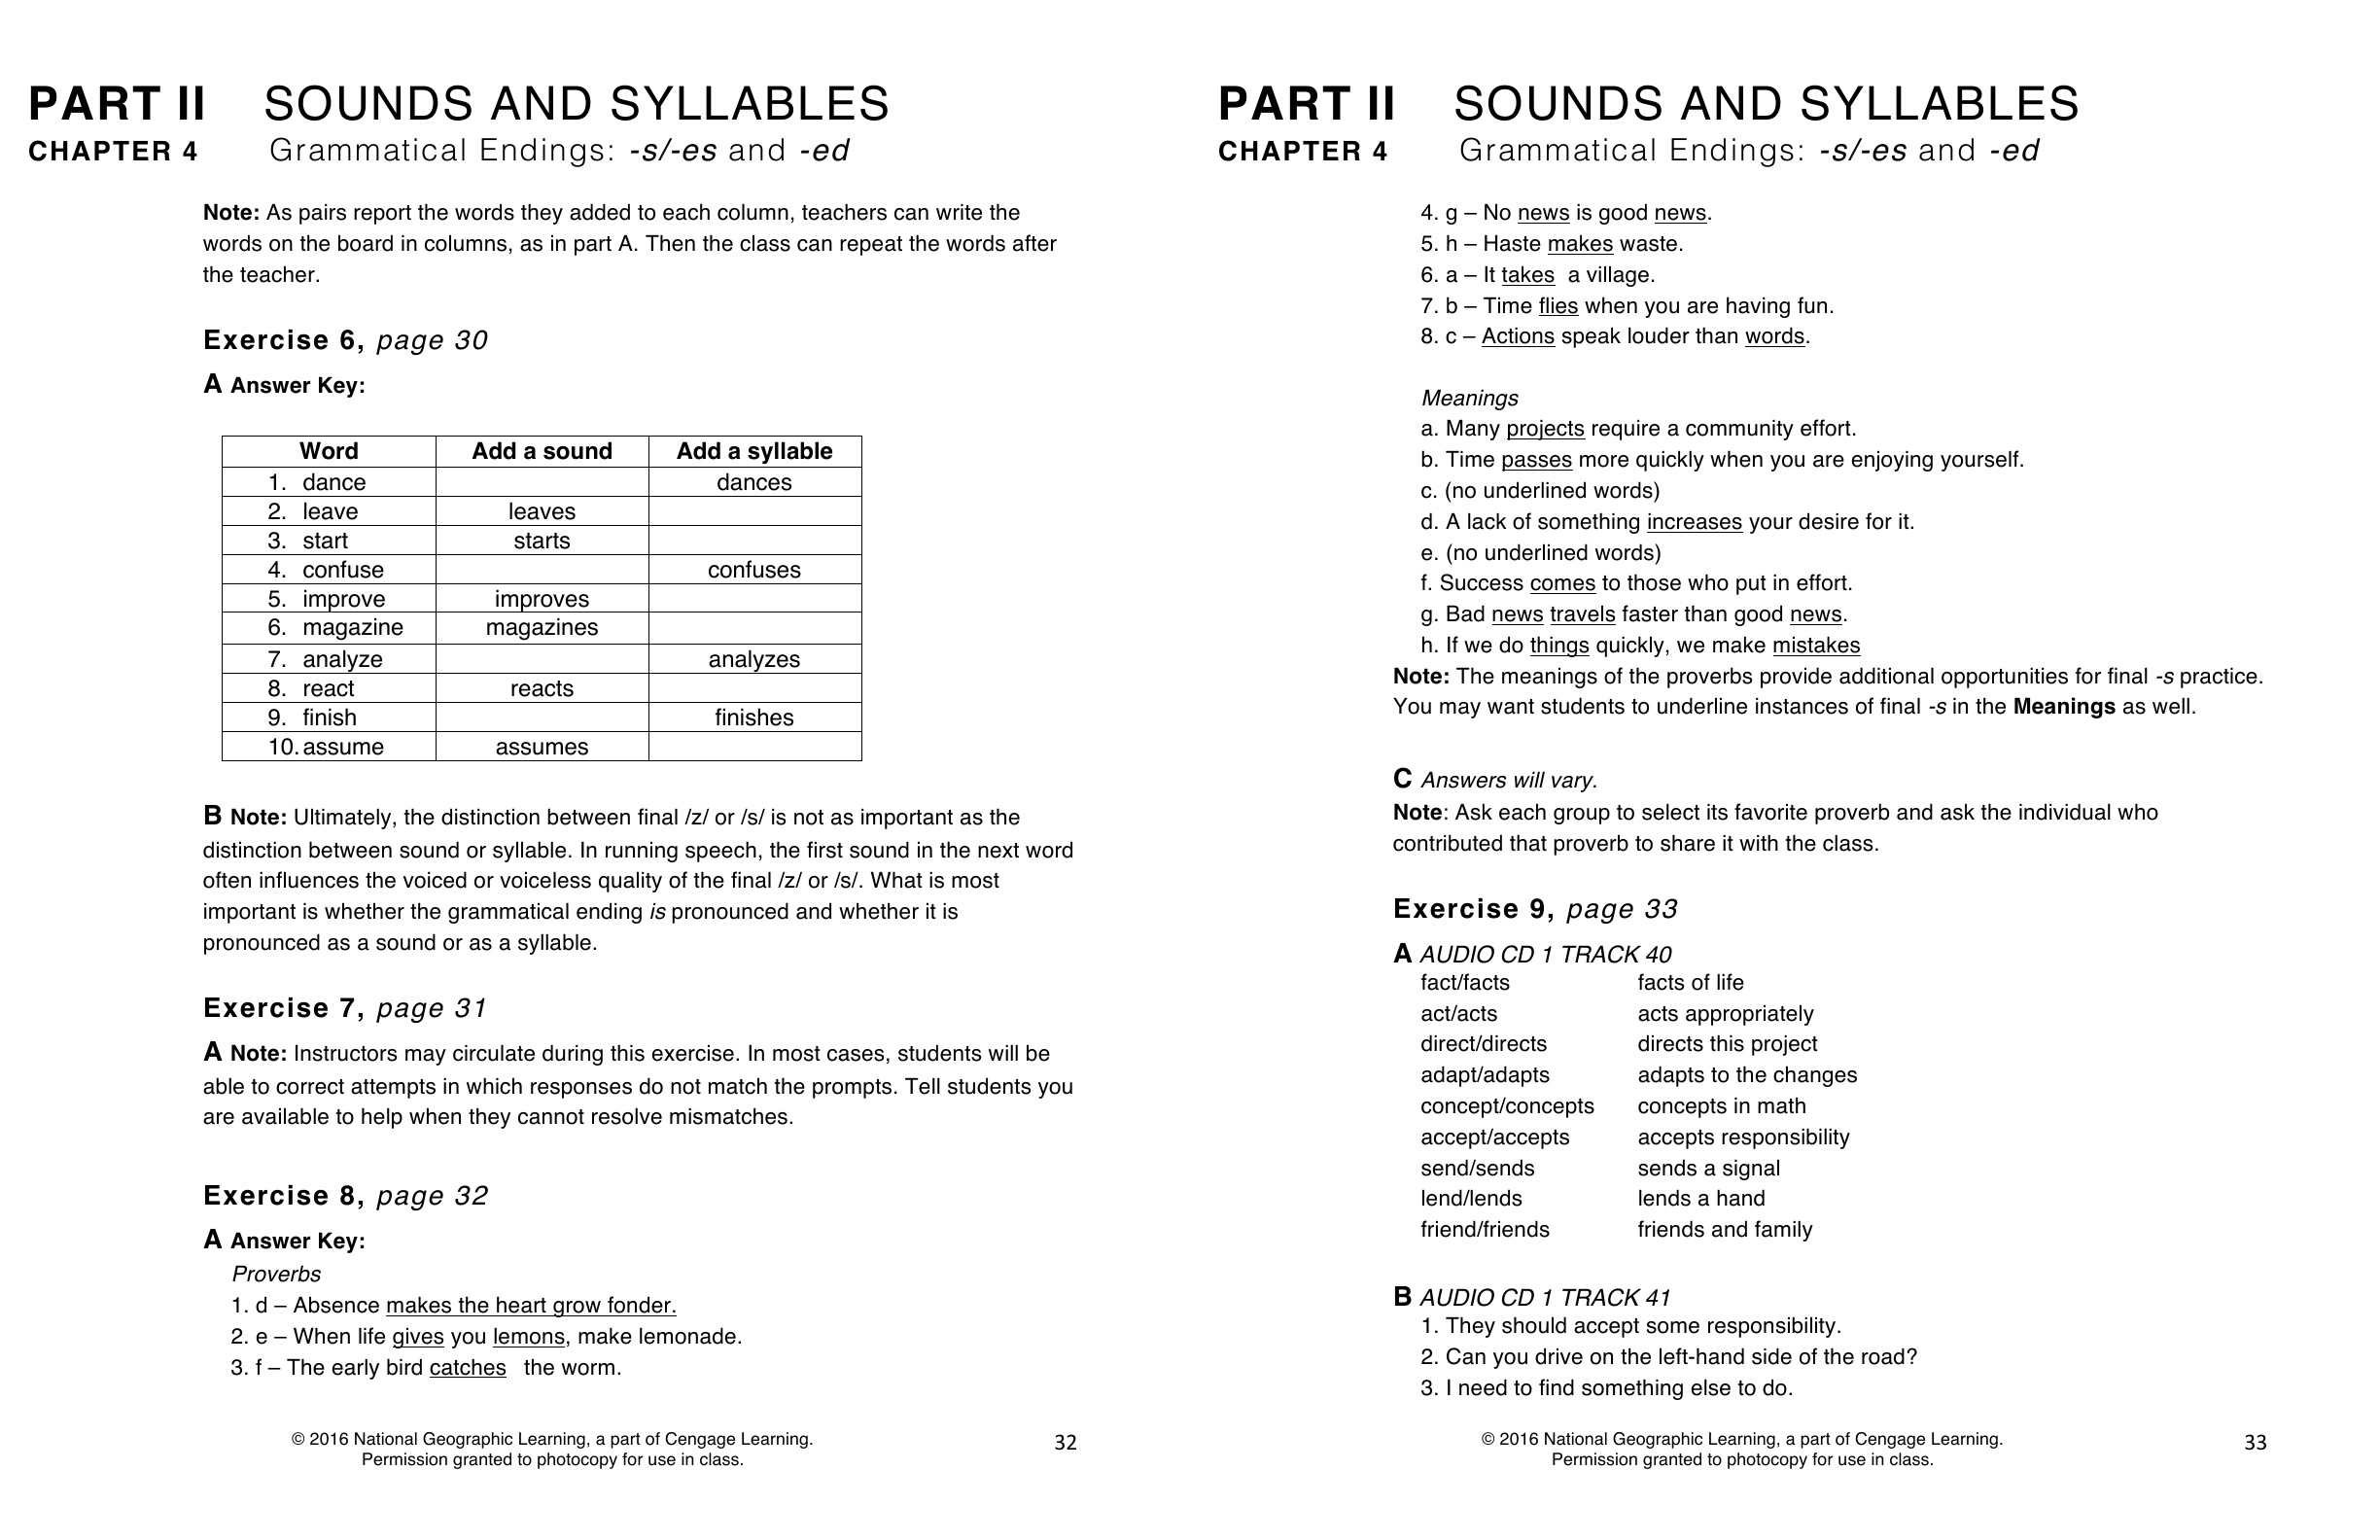 PART II SOUNDS AND SYLLABLES
CHAPTER 4 Grammatical Endings: -s/-es and -ed
Note: As pairs report the words they added to each column, teachers can write the
words on the board in columns, as in part A. Then the class can repeat the words after
the teacher.
Exercise 6, page 30
A Answer Key:
Word Add a sound Add a syllable
1. dance dances
2. leave leaves
3. start starts
4. confuse confuses
5. improve improves
6. magazine magazines
7. analyze analyzes
8. react reacts
9. finish finishes
10. assume assumes
B Note: Ultimately, the distinction between final /z/ or /s/ is not as important as the
distinction between sound or syllable. In running speech, the first sound in the next word
often influences the voiced or voiceless quality of the final /z/ or /s/. What is most
important is whether the grammatical ending is pronounced and whether it is
pronounced as a sound or as a syllable.
Exercise 7, page 31
A Note: Instructors may circulate during this exercise. In most cases, students will be
able to correct attempts in which responses do not match the prompts. Tell students you
are available to help when they cannot resolve mismatches.
Exercise 8, page 32
A Answer Key:
Proverbs
1. d – Absence makes the heart grow fonder.
2. e – When life gives you lemons, make lemonade.
3. f – The early bird catches the worm.
© 2016 National Geographic Learning, a part of Cengage Learning.
Permission granted to photocopy for use in class.
32
PART II SOUNDS AND SYLLABLES
CHAPTER 4 Grammatical Endings: -s/-es and -ed
4. g – No news is good news.
5. h – Haste makes waste.
6. a – It takes a village.
7. b – Time flies when you are having fun.
8. c – Actions speak louder than words.
Meanings
a. Many projects require a community effort.
b. Time passes more quickly when you are enjoying yourself.
c. (no underlined words)
d. A lack of something increases your desire for it.
e. (no underlined words)
f. Success comes to those who put in effort.
g. Bad news travels faster than good news.
h. If we do things quickly, we make mistakes
Note: The meanings of the proverbs provide additional opportunities for final -s practice.
You may want students to underline instances of final -s in the Meanings as well.
C Answers will vary.
Note: Ask each group to select its favorite proverb and ask the individual who
contributed that proverb to share it with the class.
Exercise 9, page 33
A AUDIO CD 1 TRACK 40
fact/facts facts of life
act/acts acts appropriately
direct/directs directs this project
adapt/adapts adapts to the changes
concept/concepts concepts in math
accept/accepts accepts responsibility
send/sends sends a signal
lend/lends lends a hand
friend/friends friends and family
B AUDIO CD 1 TRACK 41
1. They should accept some responsibility.
2. Can you drive on the left-hand side of the road?
3. I need to find something else to do.
© 2016 National Geographic Learning, a part of Cengage Learning.
Permission granted to photocopy for use in class.
33